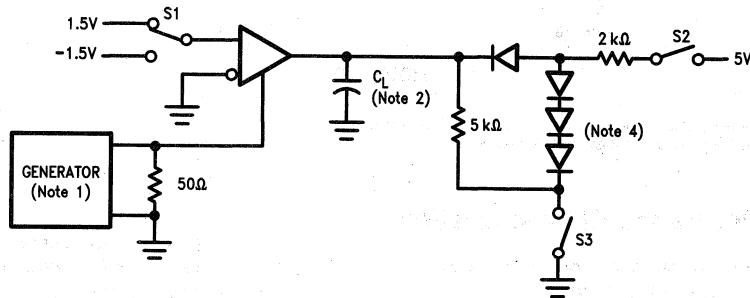 1.5V
S1
-1.5V
2 kΩ
S2
5V
CL
(Note 2)
5 kΩ
(Note 4)
GENERATOR
(Note 1)
50Ω
S3